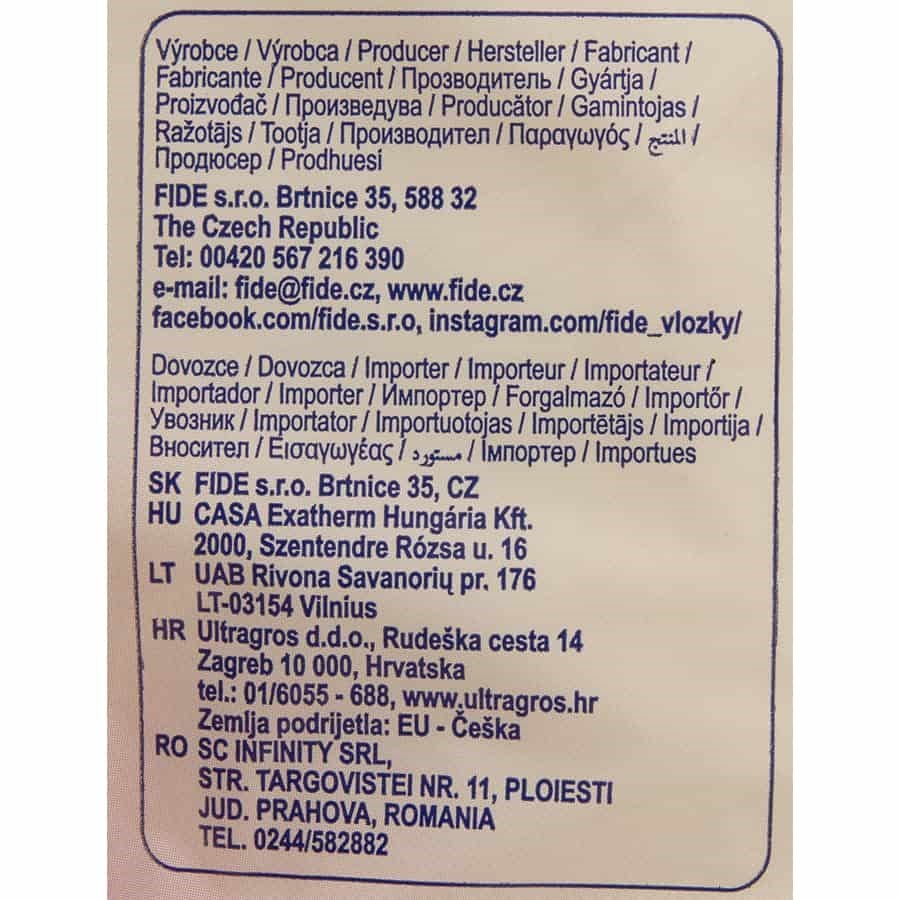 Výrobce / Výrobca / Producer / Hersteller / Fabricant /
Fabricante / Producent / Прозводитель / Gyártja /
Proizvođač / Произведува / Producător / Gamintojas /
Ražotājs / Tootja / Производител / Παραγωγός / المنتج /
Продюсер / Prodhuesi
FIDE s.r.o. Brtnice 35, 588 32
The Czech Republic
Tel: 00420 567 216 390
e-mail: fide@fide.cz, www.fide.cz
facebook.com/fide.s.r.o, instagram.com/fide_vlozky/
Dovozce / Dovozca / Importer / Importeur / Importateur /
Importador / Importer / Импортер / Forgalmazó / Importőr /
Увозник / Importator / Importuotojas / Importētājs / Importija /
Вносител / Εισαγωγέας / مستورد / Імпортер / Importues
SK FIDE s.r.o. Brtnice 35, CZ
HU CASA Exatherm Hungária Kft.
2000, Szentendre Rózsa u. 16
LT UAB Rivona Savanorių pr. 176
LT-03154 Vilnius
HR Ultragros d.d.o., Rudeška cesta 14
Zagreb 10 000, Hrvatska
tel.: 01/6055 - 688, www.ultragros.hr
Zemlja podrijetla: EU - Češka
RO SC INFINITY SRL,
STR. TARGOVISTEI NR. 11, PLOIESTI
JUD. PRAHOVA, ROMANIA
TEL. 0244/582882